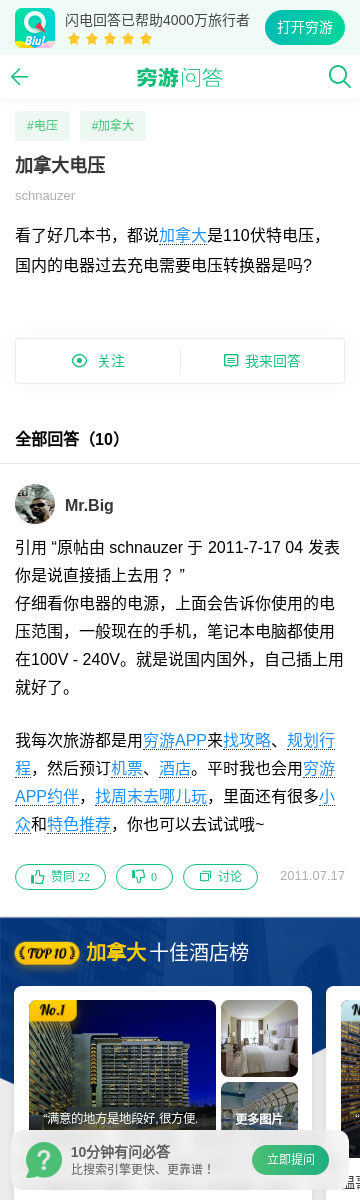 闪电回答已帮助4000万旅行者
打开穷游
Biu!
穷游问答
#电压
#加拿大
加拿大电压
schnauzer
看了好几本书，都说加拿大是110伏特电压，
国内的电器过去充电需要电压转换器是吗？
关注
我来回答
全部回答（10）
Mr.Big
引用 “原帖由 schnauzer 于 2011-7-17 04 发表
你是说直接插上去用？ ”
仔细看你电器的电源，上面会告诉你使用的电
压范围，一般现在的手机，笔记本电脑都使用
在100V - 240V。就是说国内国外，自己插上用
就好了。
我每次旅游都是用穷游APP来找攻略、规划行
程，然后预订机票、酒店。平时我也会用穷游
APP约伴，找周末去哪儿玩，里面还有很多小
众和特色推荐，你也可以去试试哦~
赞同 22
0
讨论
2011.07.17
TOP 10
加拿大 十佳酒店榜
No.1
“满意的地方是地段好,很方便.
更多图片
10分钟有问必答
比搜索引擎更快、更靠谱！
立即提问